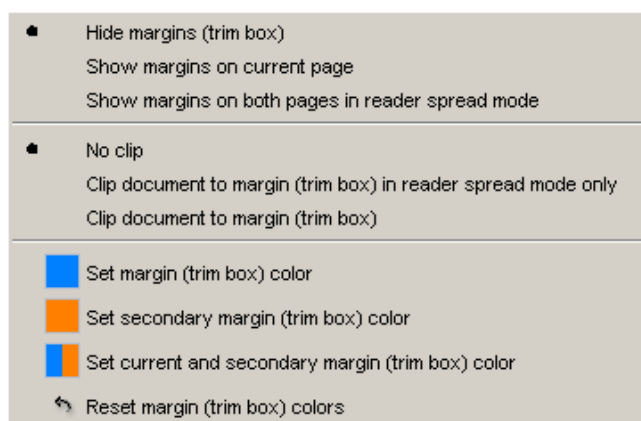 Hide margins (trim box)
Show margins on current page
Show margins on both pages in reader spread mode
No clip
Clip document to margin (trim box) in reader spread mode only
Clip document to margin (trim box)
Set margin (trim box) color
Set secondary margin (trim box) color
Set current and secondary margin (trim box) color
Reset margin (trim box) colors